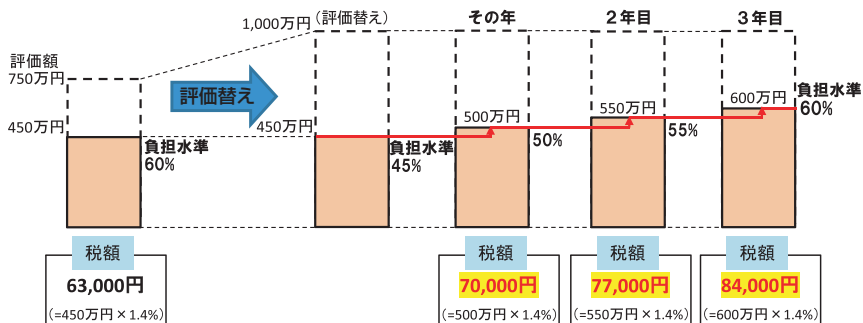 (評価替え)
その年
2年目
3年目
1,000万円
評価額
750万円
評価替え
450万円
負担水準
60%
450万円
負担水準
45%
500万円
50%
550万円
55%
600万円
負担水準
60%
税額
63,000円
(=450万円×1.4%)
税額
70,000円
(=500万円×1.4%)
税額
77,000円
(=550万円×1.4%)
税額
84,000円
(=600万円×1.4%)